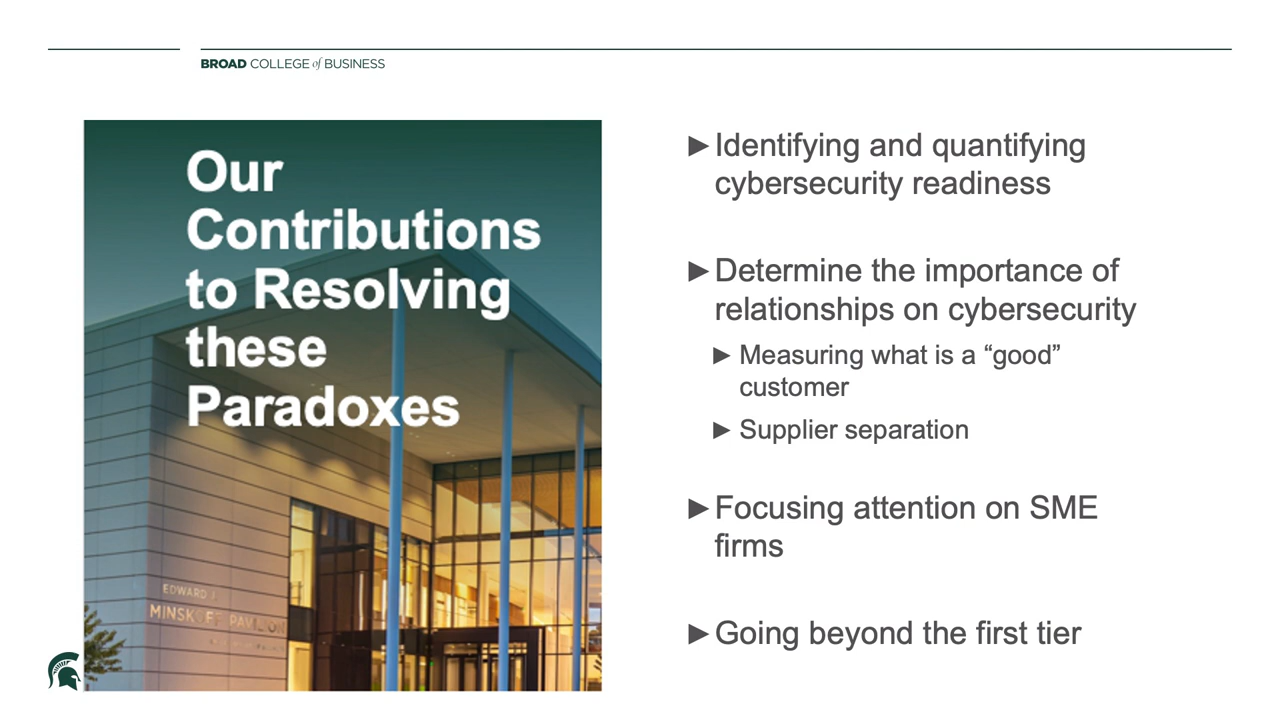 BROAD COLLEGE of BUSINESS
Our
Contributions
to Resolving
these
Paradoxes
EDWARD J.
MINSKOFF PAVILION
►Identifying and quantifying
cybersecurity readiness
►Determine the importance of
relationships on cybersecurity
► Measuring what is a “good”
customer
► Supplier separation
►Focusing attention on SME
firms
►Going beyond the first tier